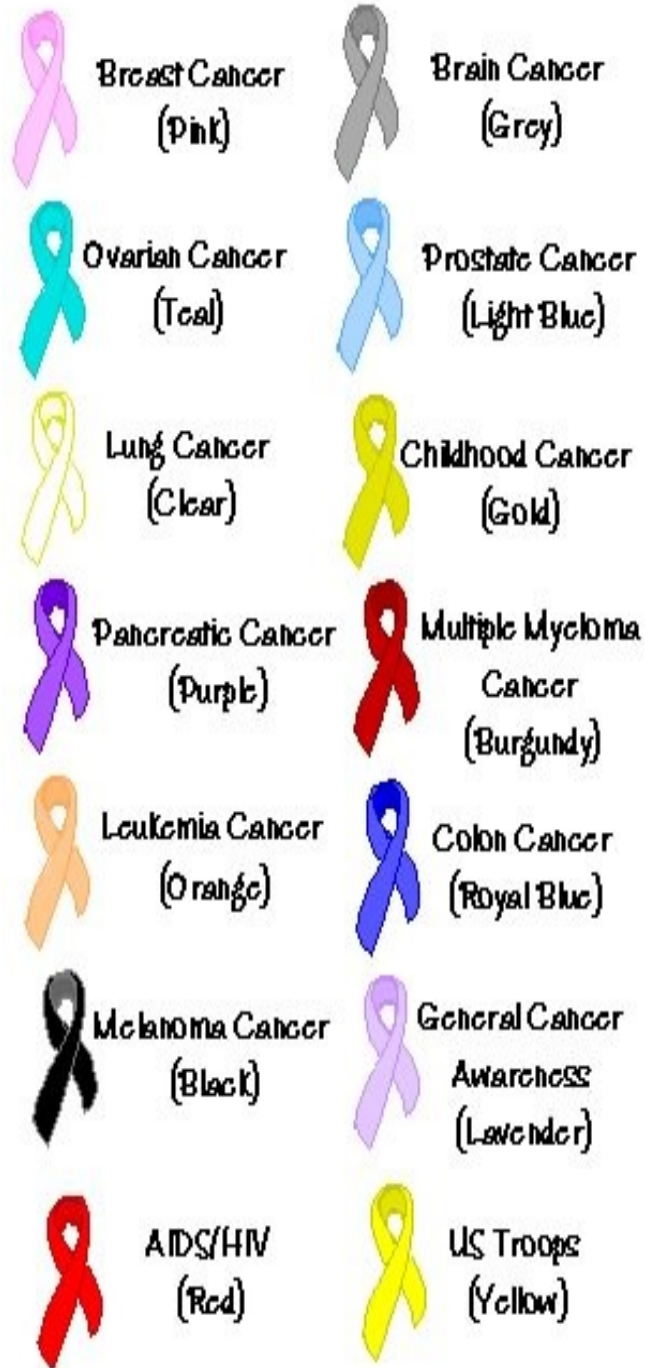 Breast Cancer
(Pink)
Brain Cancer
(Grey)
Ovarian Cancer
(Teal)
Prostate Cancer
(Light Blue)
Lung Cancer
(Clear)
Childhood Cancer
(Gold)
Pancreatic Cancer
(Purple)
Multiple Myeloma
Cancer
(Burgundy)
Leukemia Cancer
(Orange)
Colon Cancer
(Royal Blue)
Melanoma Cancer
(Black)
General Cancer
Awareness
(Lavender)
AIDS/HIV
(Red)
US Troops
(Yellow)